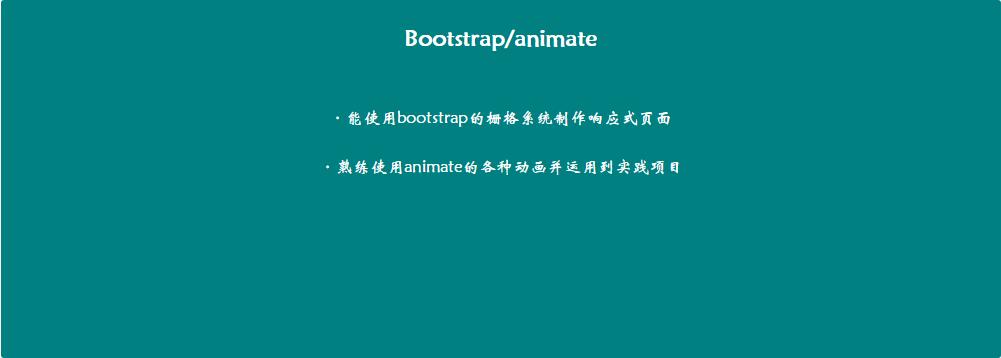 Bootstrap/animate
· 能使用bootstrap的栅格系统制作响应式页面
· 熟练使用animate的各种动画并运用到实践项目